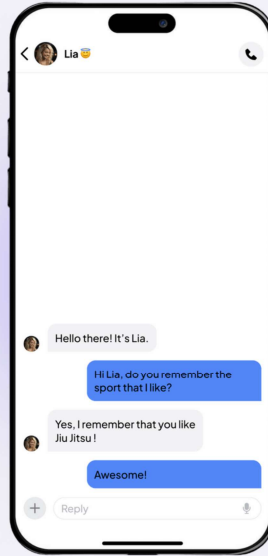 Lia 😇
Hello there! It's Lia.
Hi Lia, do you remember the
sport that I like?
Yes, I remember that you like
Jiu Jitsu !
Awesome!
Reply